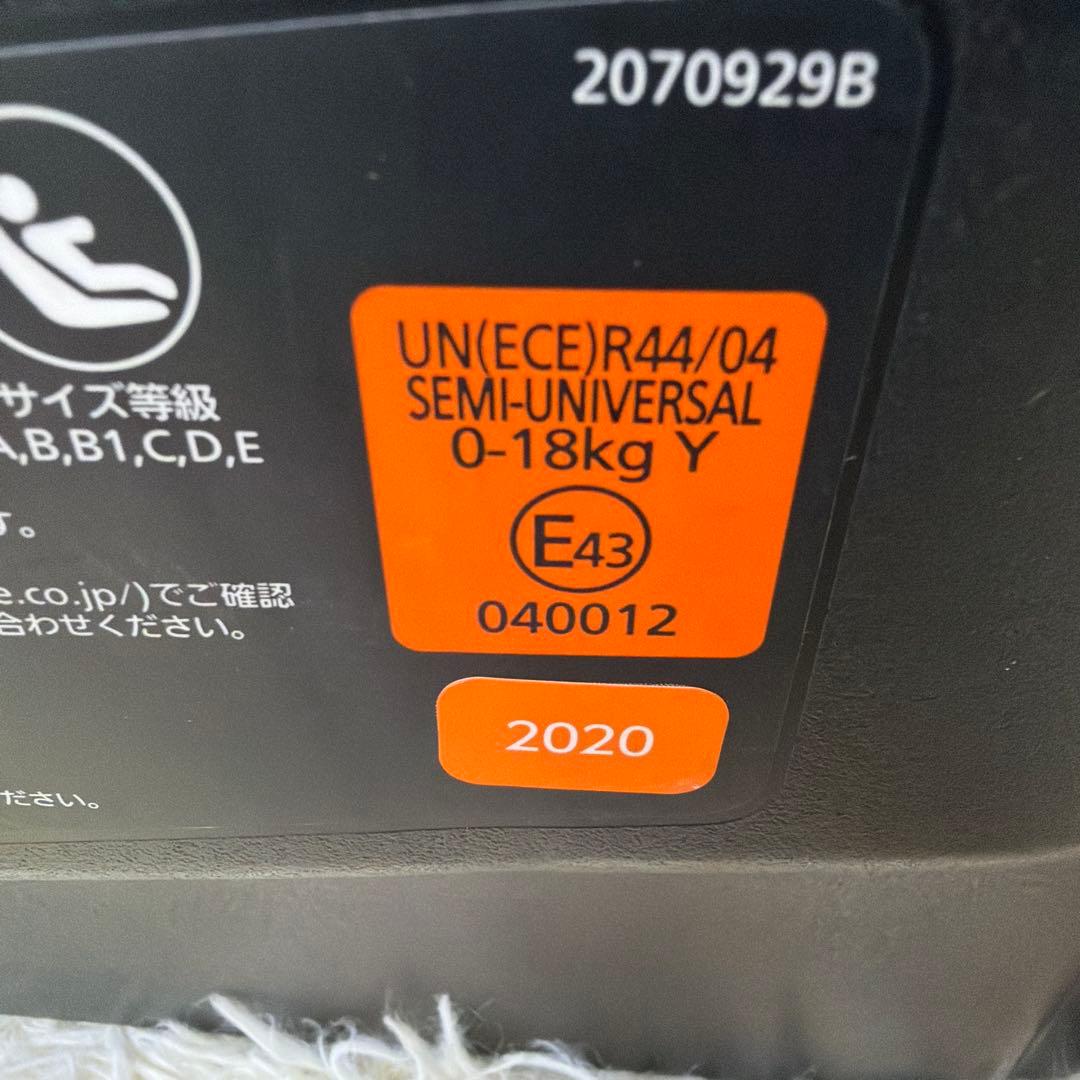 2070929B
サイズ等級
A,B,B1,C,D,E
す。
e.co.jp/)でご確認
合わせください。
ださい。
UN(ECE)R44/04
SEMI-UNIVERSAL
0-18kg Y
E43
040012
2020